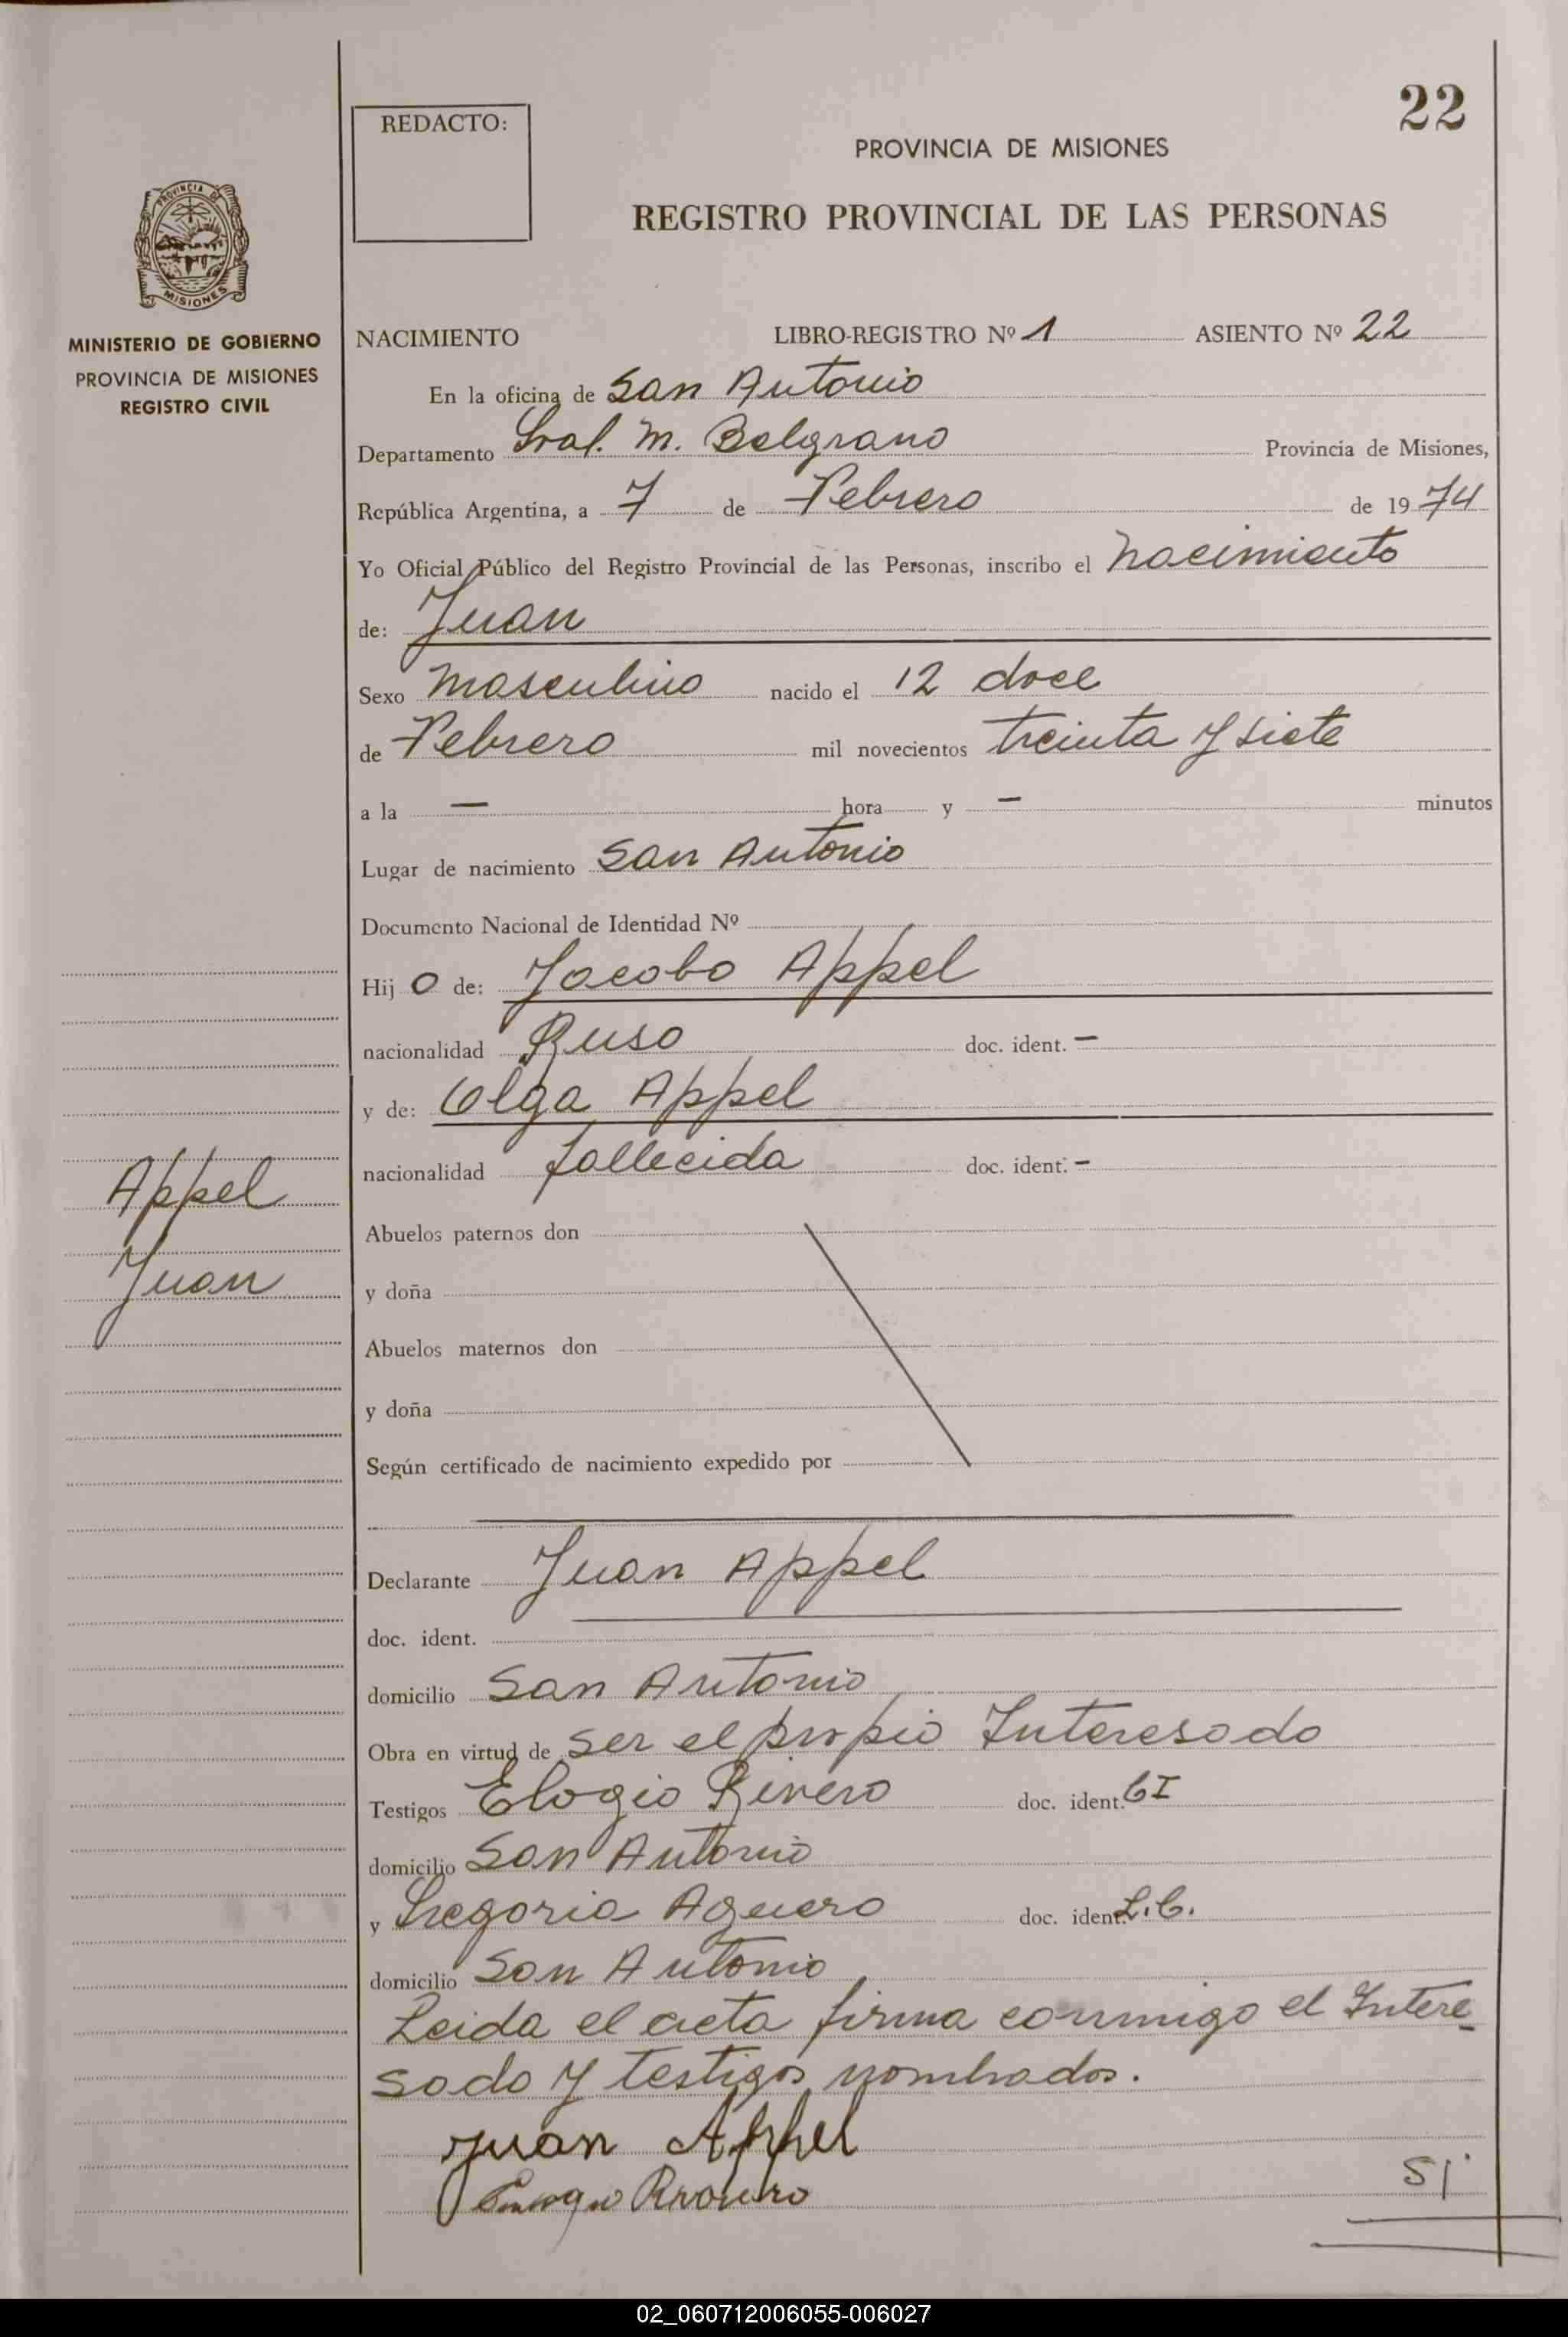 22
REDACTO:
PROVINCIA DE MISIONES
REGISTRO PROVINCIAL DE LAS PERSONAS
PROVINCIA DE
MISIONES
MINISTERIO DE GOBIERNO
PROVINCIA DE MISIONES
REGISTRO CIVIL
NACIMIENTO LIBRO-REGISTRO Nº 1 ASIENTO Nº 22
En la oficina de San Antonio
Departamento Gral. M. Belgrano Provincia de Misiones,
República Argentina, a 7 de Febrero de 1974
Yo Oficial Público del Registro Provincial de las Personas, inscribo el nacimiento
de: Juan
Sexo masculino nacido el 12 doce
de Febrero mil novecientos treinta y siete
a la — hora y — minutos
Lugar de nacimiento San Antonio
Documento Nacional de Identidad Nº
Hijo de: Jacobo Appel
nacionalidad Ruso doc. ident. —
y de: Olga Appel
nacionalidad fallecida doc. ident. —
Appel
Juan
Abuelos paternos don
y doña
Abuelos maternos don
y doña
Según certificado de nacimiento expedido por
Declarante Juan Appel
doc. ident.
domicilio San Antonio
Obra en virtud de ser el propio Interesado
Testigos Elogio Rivero doc. ident. CI
domicilio San Antonio
y Gregoria Aguero doc. ident. L.C.
domicilio San Antonio
Leida el acta firma conmigo el Intere
sado y testigos nombrados.
Juan Appel
02_060712006055-006027